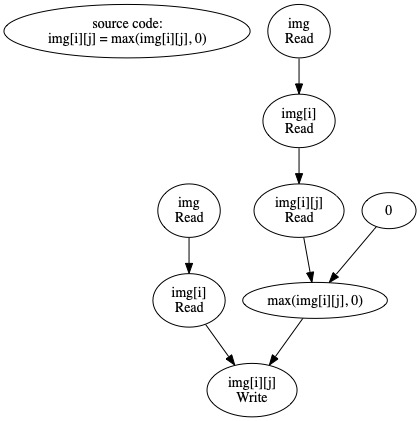 source code:
img[i][j] = max(img[i][j], 0)
img
Read
img[i]
Read
img[i][j]
Read
0
img
Read
img[i]
Read
max(img[i][j], 0)
img[i][j]
Write